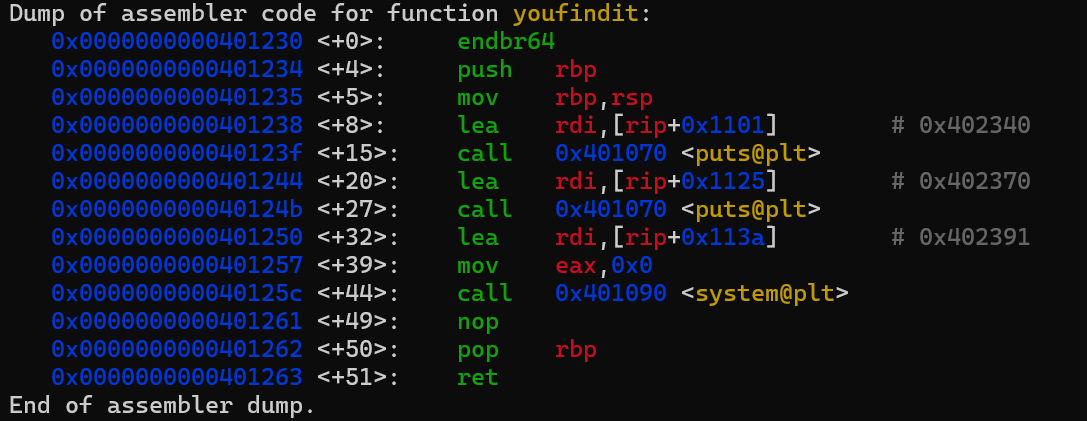 Dump of assembler code for function youfindit:
0x0000000000401230 <+0>: endbr64
0x0000000000401234 <+4>: push rbp
0x0000000000401235 <+5>: mov rbp,rsp
0x0000000000401238 <+8>: lea rdi,[rip+0x1101] # 0x402340
0x000000000040123f <+15>: call 0x401070 <puts@plt>
0x0000000000401244 <+20>: lea rdi,[rip+0x1125] # 0x402370
0x000000000040124b <+27>: call 0x401070 <puts@plt>
0x0000000000401250 <+32>: lea rdi,[rip+0x113a] # 0x402391
0x0000000000401257 <+39>: mov eax,0x0
0x000000000040125c <+44>: call 0x401090 <system@plt>
0x0000000000401261 <+49>: nop
0x0000000000401262 <+50>: pop rbp
0x0000000000401263 <+51>: ret
End of assembler dump.